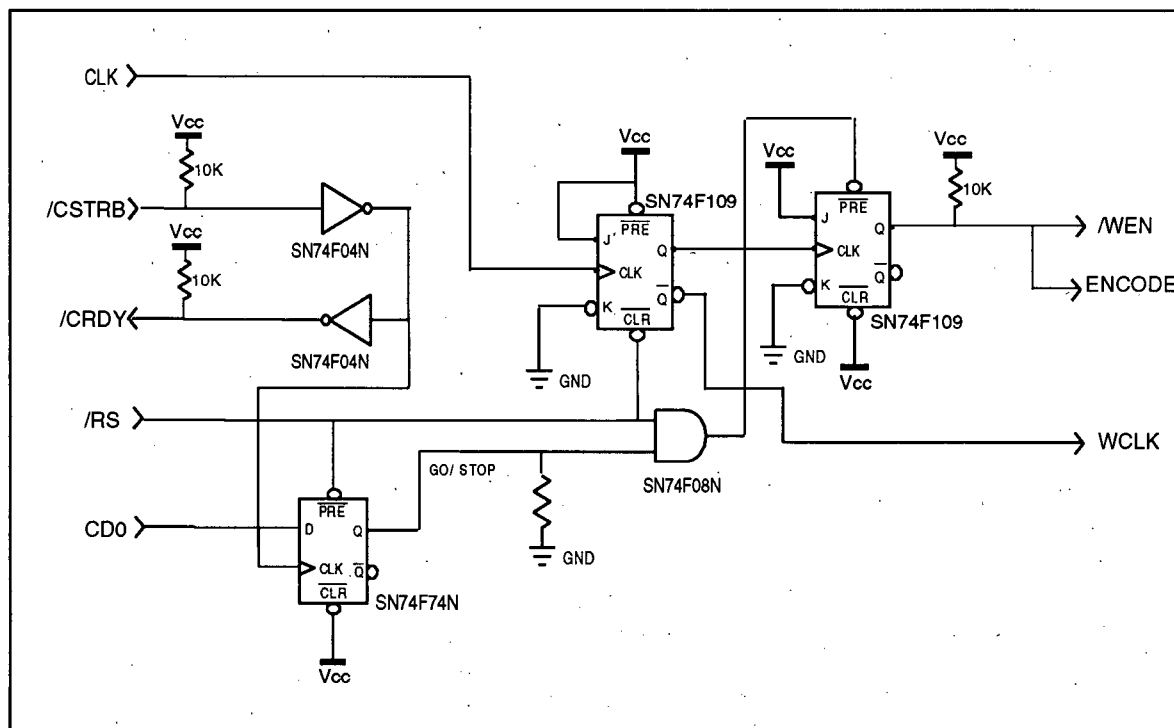 CLK
Vcc
10K
/CSTRB
SN74F04N
Vcc
10K
/CRDY
SN74F04N
Vcc
SN74F109
PRE
J
Q
CLK
K
Q
CLR
GND
Vcc
PRE
J
Q
CLK
K
Q
CLR
SN74F109
GND
Vcc
Vcc
10K
/WEN
ENCODE
/RS
GO/ STOP
SN74F08N
WCLK
GND
CD0
PRE
D
Q
CLK
Q
CLR
SN74F74N
Vcc